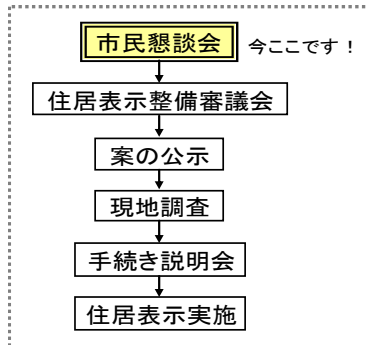 市民懇談会 今ここです！
住居表示整備審議会
案の公示
現地調査
手続き説明会
住居表示実施